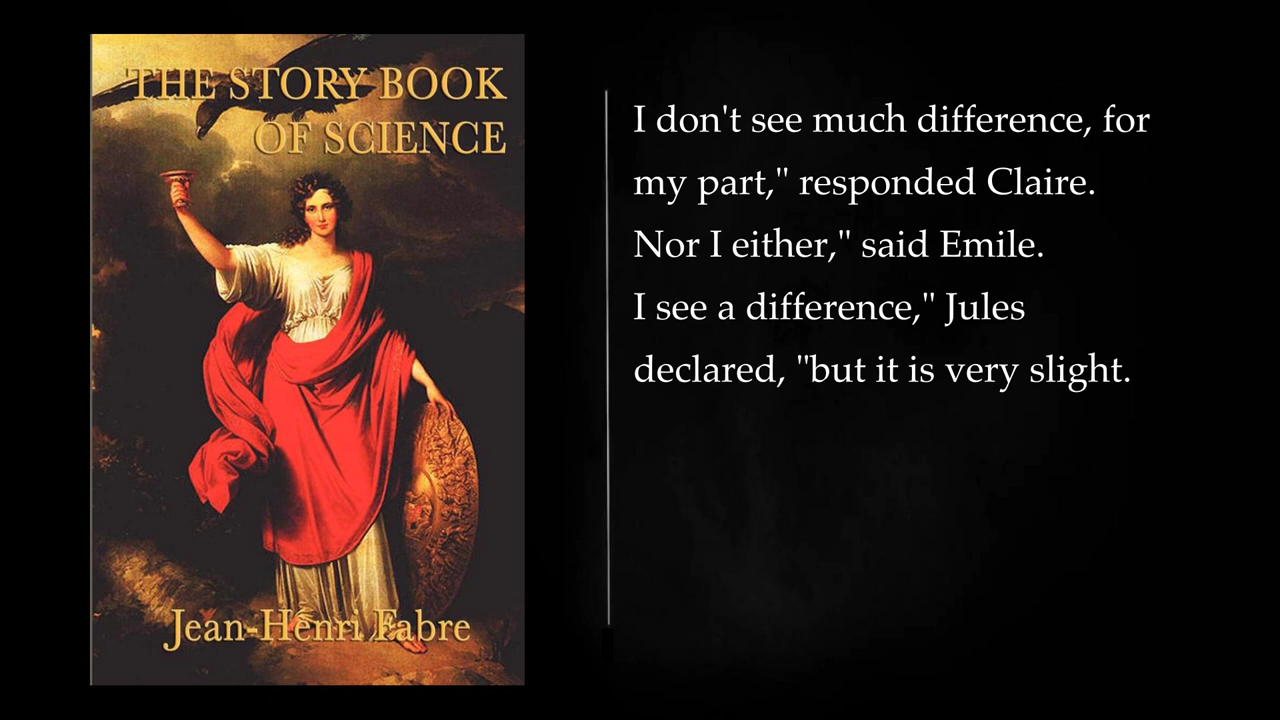 THE STORY BOOK
OF SCIENCE
Jean-Henri Fabre
I don't see much difference, for
my part," responded Claire.
Nor I either," said Emile.
I see a difference," Jules
declared, "but it is very slight.